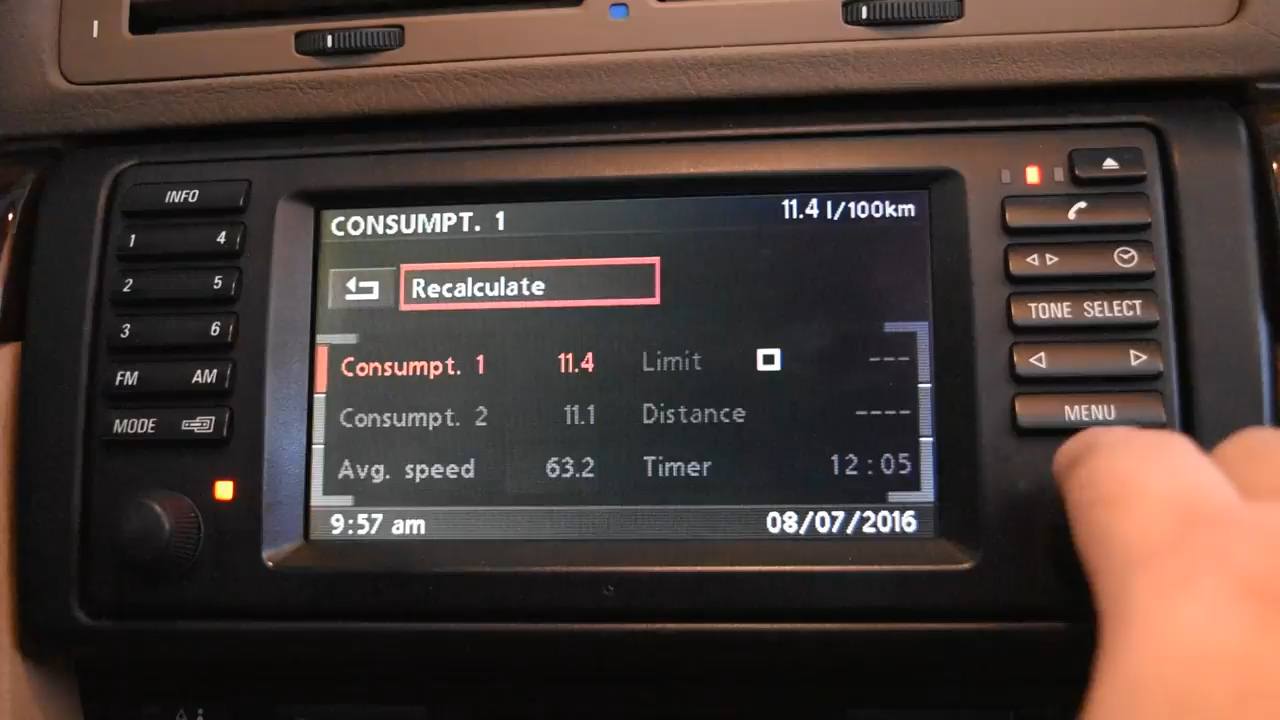 INFO
1 4
2 5
3 6
FM AM
MODE
CONSUMPT. 1 11.4 l/100km
Recalculate
Consumpt. 1 11.4 Limit ---
Consumpt. 2 11.1 Distance ----
Avg. speed 63.2 Timer 12:05
9:57 am 08/07/2016
TONE SELECT
MENU